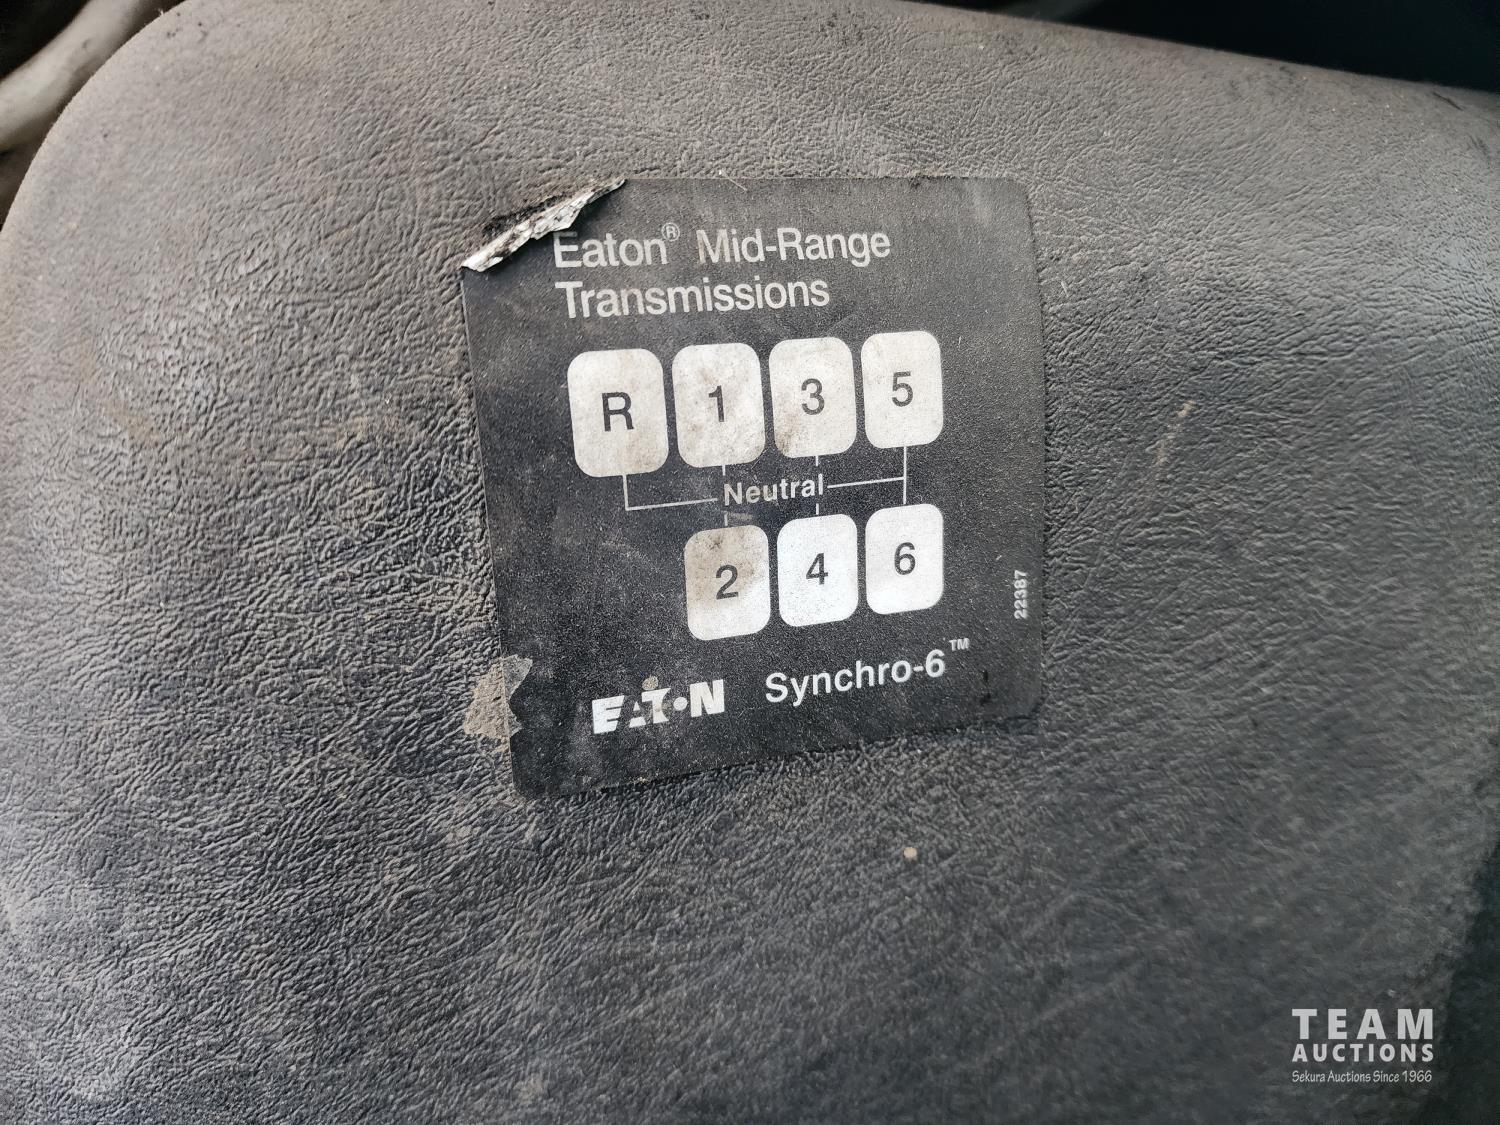 Eaton® Mid-Range
Transmissions
R 1 3 5
Neutral
2 4 6
22387
EATON Synchro-6™
TEAM
AUCTIONS
Sekura Auctions Since 1966